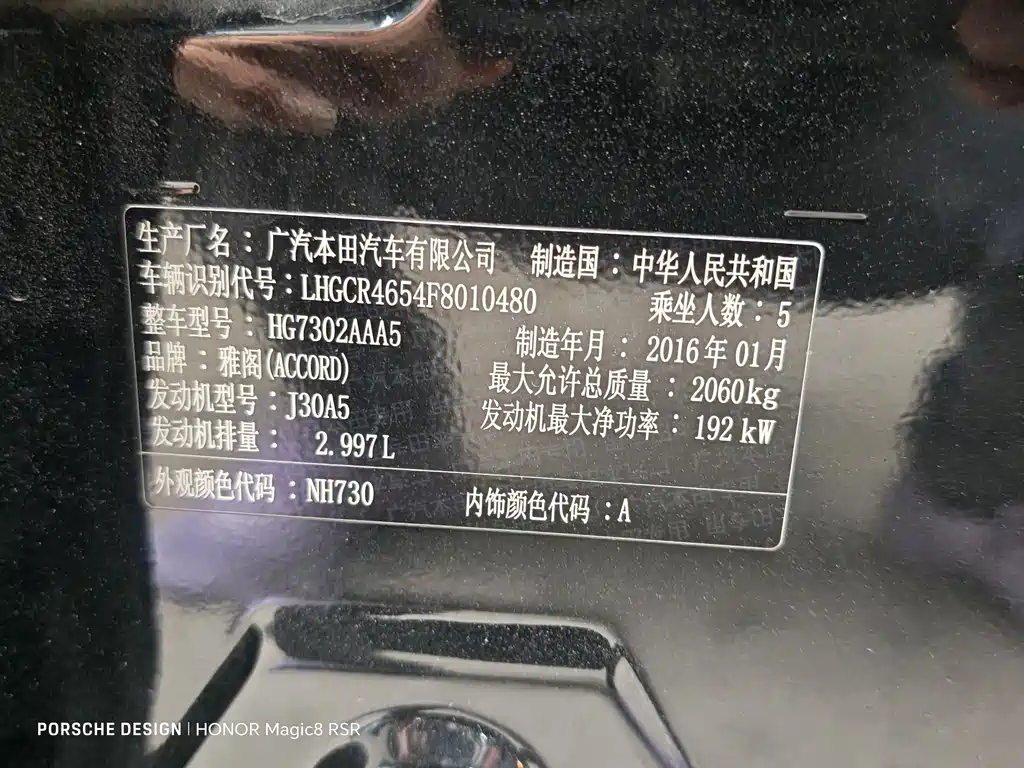 生产厂名：广汽本田汽车有限公司 制造国：中华人民共和国
车辆识别代号：LHGCR4654F8010480 乘坐人数：5
整车型号：HG7302AAA5 制造年月：2016年01月
品牌：雅阁(ACCORD) 最大允许总质量：2060kg
发动机型号：J30A5 发动机最大净功率：192kW
发动机排量：2.997L
外观颜色代码：NH730 内饰颜色代码：A
PORSCHE DESIGN | HONOR Magic8 RSR